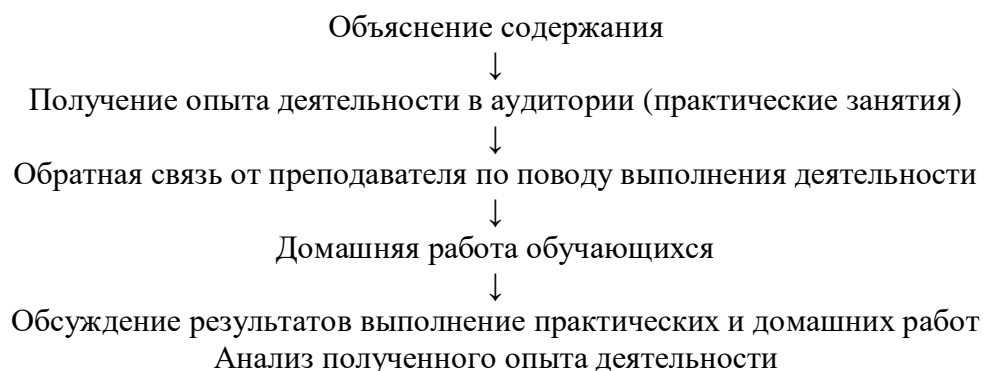 Объяснение содержания
↓
Получение опыта деятельности в аудитории (практические занятия)
↓
Обратная связь от преподавателя по поводу выполнения деятельности
↓
Домашняя работа обучающихся
↓
Обсуждение результатов выполнение практических и домашних работ
Анализ полученного опыта деятельности